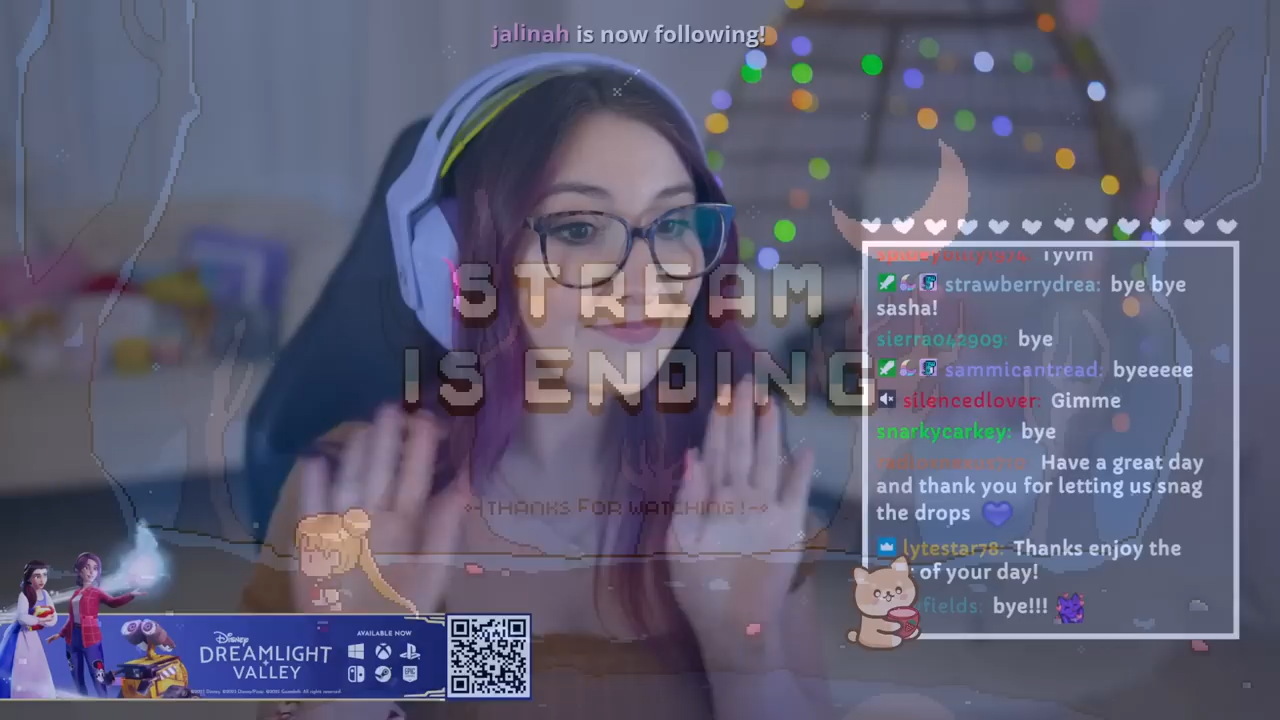 jalinah is now following!
STREAM
IS ENDING
THANKS FOR WATCHING!
Tyvm
strawberrydrea: bye bye
sasha!
sierra042909: bye
sammicantread: byeeeee
silencedlover: Gimme
snarkycarkey: bye
Have a great day
and thank you for letting us snag
the drops
lytestar78: Thanks enjoy the
of your day!
fields: bye!!!
Disney
DREAMLIGHT
VALLEY
AVAILABLE NOW